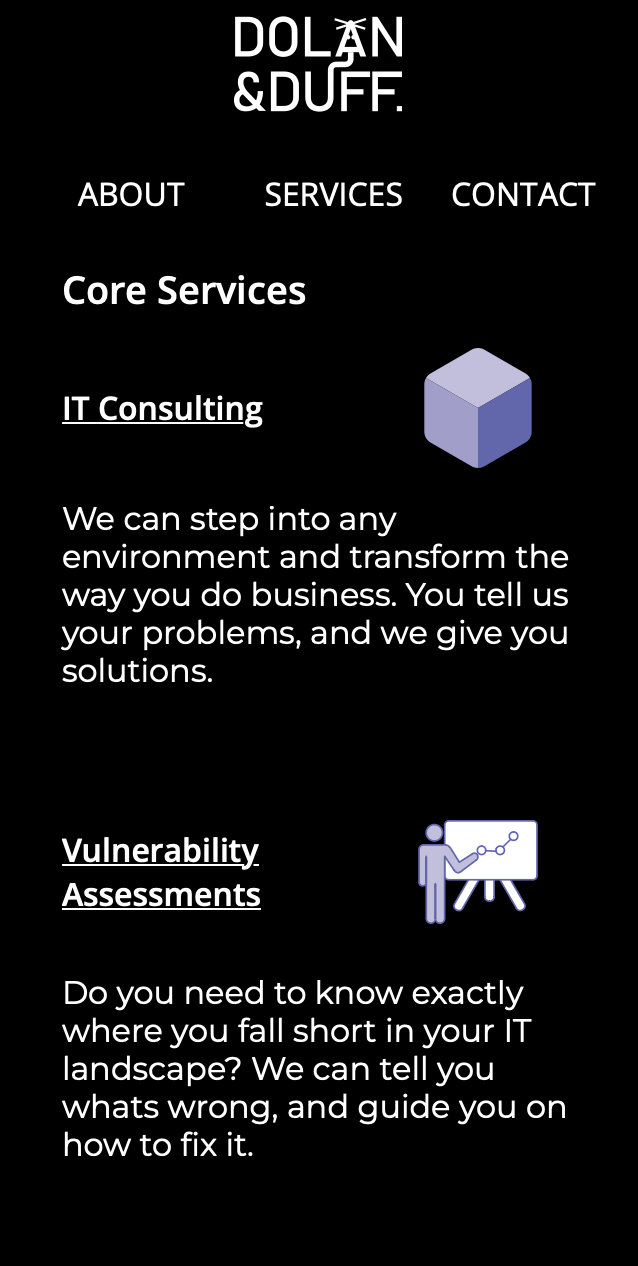 DOLAN
&DUFF.
ABOUT SERVICES CONTACT
Core Services
IT Consulting
We can step into any
environment and transform the
way you do business. You tell us
your problems, and we give you
solutions.
Vulnerability
Assessments
Do you need to know exactly
where you fall short in your IT
landscape? We can tell you
whats wrong, and guide you on
how to fix it.